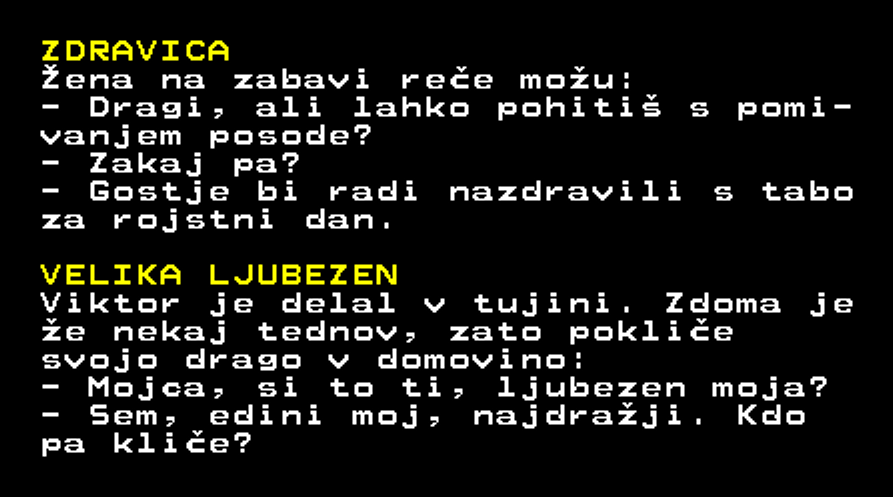 ZDRAVICA
Žena na zabavi reče možu:
- Dragi, ali lahko pohitiš s pomi-
vanjem posode?
- Zakaj pa?
- Gostje bi radi nazdravili s tabo
za rojstni dan.
VELIKA LJUBEZEN
Viktor je delal v tujini. Zdoma je
že nekaj tednov, zato pokliče
svojo drago v domovino:
- Mojca, si to ti, ljubezen moja?
- Sem, edini moj, najdražji. Kdo
pa kliče?